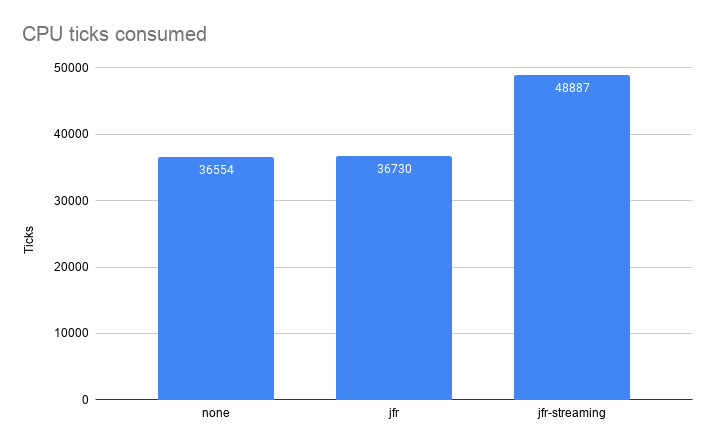 CPU ticks consumed
50000
40000
30000
20000
10000
0
Ticks
36554
36730
48887
none
jfr
jfr-streaming